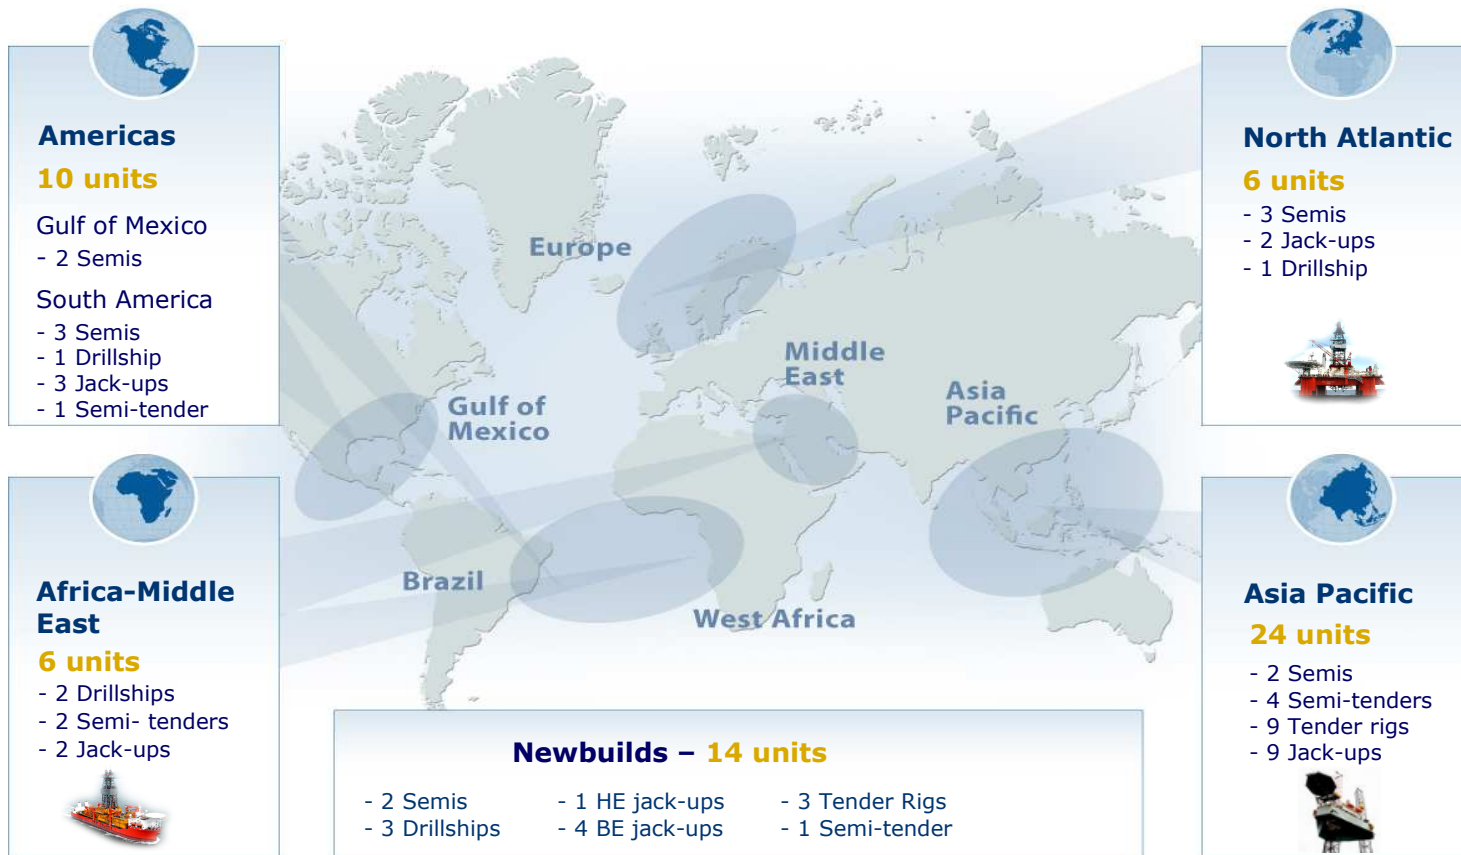 Americas
10 units
Gulf of Mexico
- 2 Semis
South America
- 3 Semis
- 1 Drillship
- 3 Jack-ups
- 1 Semi-tender
North Atlantic
6 units
- 3 Semis
- 2 Jack-ups
- 1 Drillship
Europe
Middle
East
Asia
Pacific
Gulf of
Mexico
Brazil
West Africa
Africa-Middle
East
6 units
- 2 Drillships
- 2 Semi- tenders
- 2 Jack-ups
Asia Pacific
24 units
- 2 Semis
- 4 Semi-tenders
- 9 Tender rigs
- 9 Jack-ups
Newbuilds – 14 units
- 2 Semis
- 3 Drillships
- 1 HE jack-ups
- 4 BE jack-ups
- 3 Tender Rigs
- 1 Semi-tender